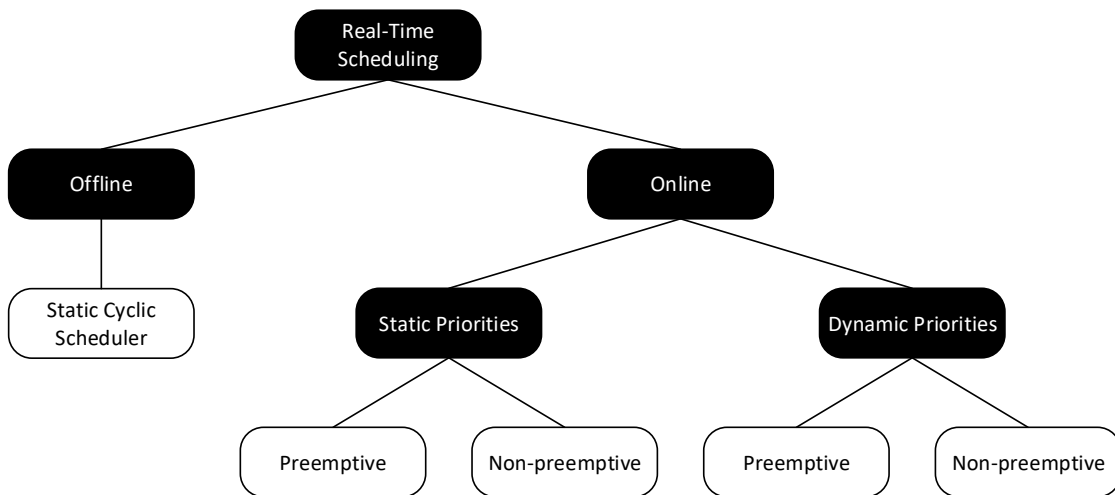 Real-Time
Scheduling
Offline
Online
Static Cyclic
Scheduler
Static Priorities
Dynamic Priorities
Preemptive
Non-preemptive
Preemptive
Non-preemptive